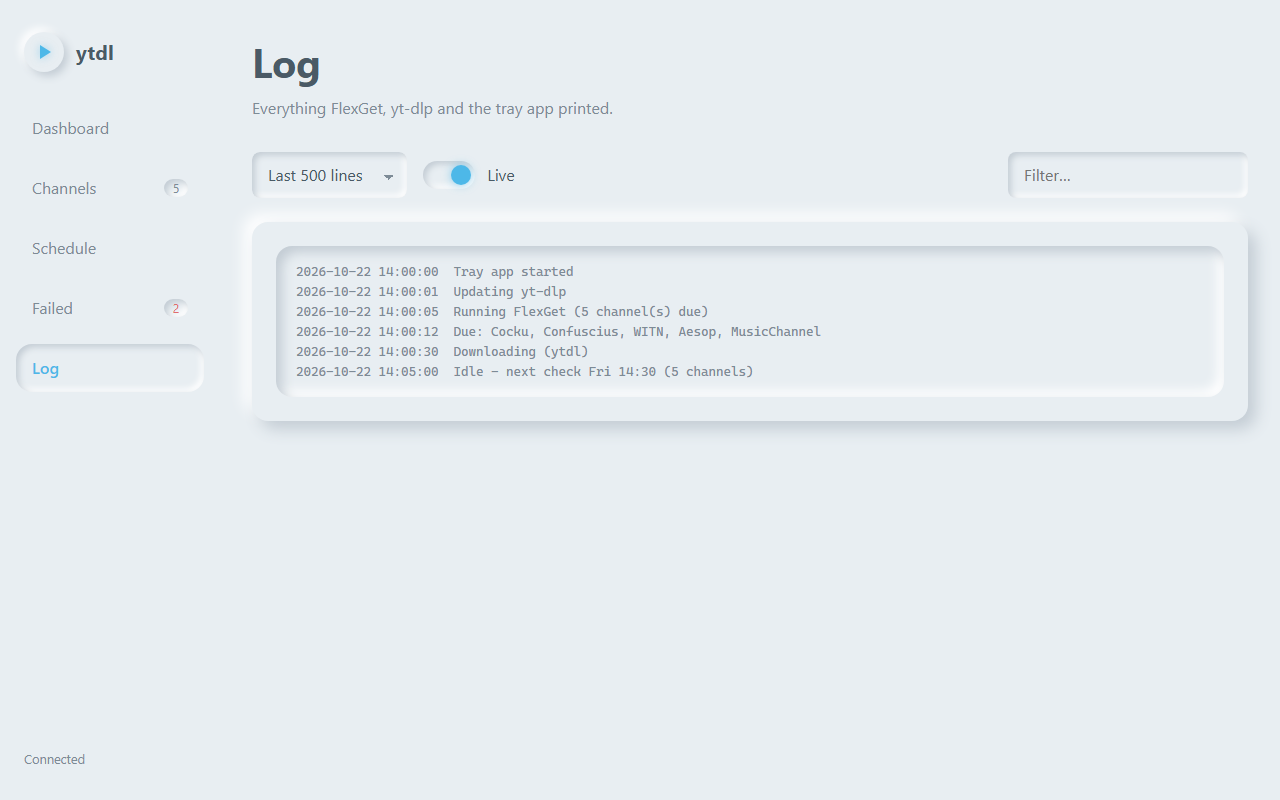 ytdl
Dashboard
Channels 5
Schedule
Failed 2
Log
Connected
Log
Everything FlexGet, yt-dlp and the tray app printed.
Last 500 lines
Live
Filter...
2026-10-22 14:00:00  Tray app started
2026-10-22 14:00:01  Updating yt-dlp
2026-10-22 14:00:05  Running FlexGet (5 channel(s) due)
2026-10-22 14:00:12  Due: Cocku, Confuscius, WITN, Aesop, MusicChannel
2026-10-22 14:00:30  Downloading (ytdl)
2026-10-22 14:05:00  Idle - next check Fri 14:30 (5 channels)